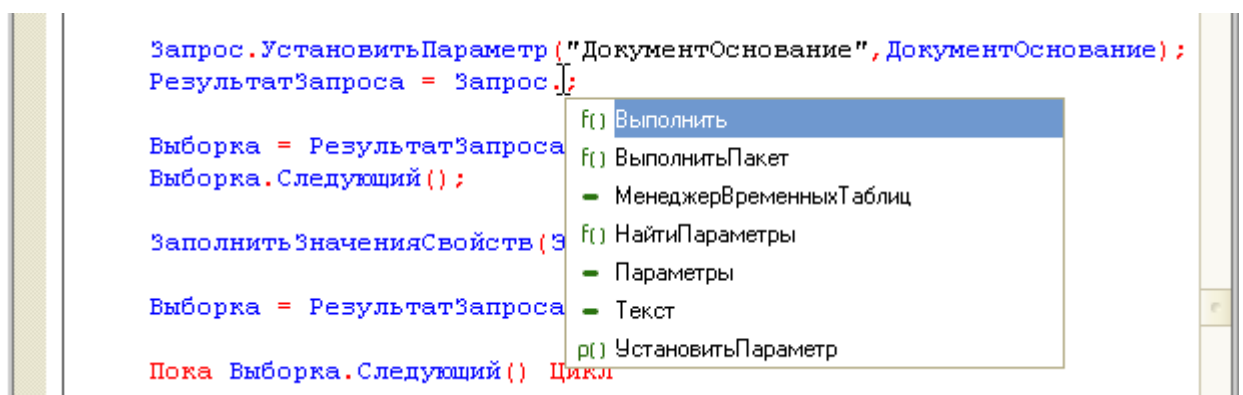 Запрос.УстановитьПараметр("ДокументОснование",ДокументОснование);
РезультатЗапроса = Запрос.;
f() Выполнить
Выборка = РезультатЗапроса
f() ВыполнитьПакет
Выборка.Следующий();
МенеджерВременныхТаблиц
ЗаполнитьЗначенияСвойств(Э
f() НайтиПараметры
Параметры
Выборка = РезультатЗапроса
Текст
p() УстановитьПараметр
Пока Выборка.Следующий() Цикл